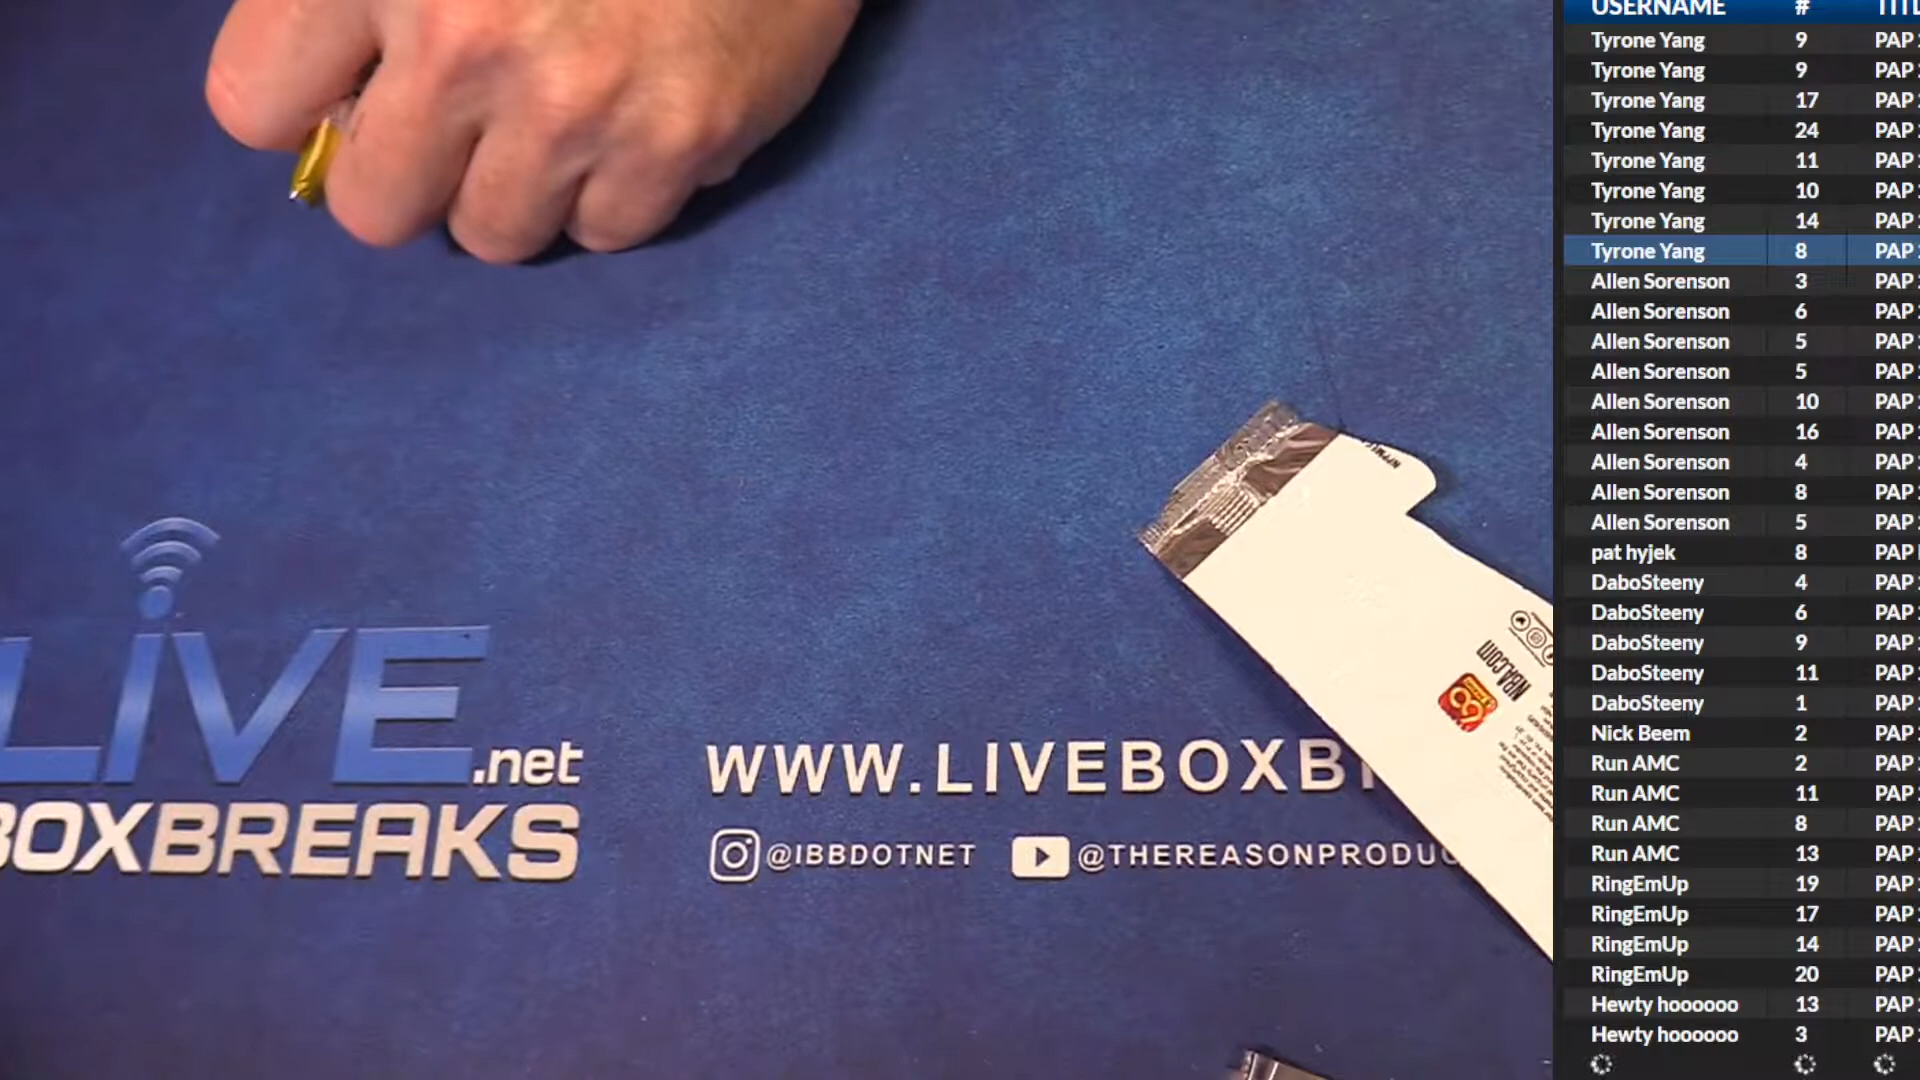 USERNAME # TITL
Tyrone Yang 9 PAP
Tyrone Yang 9 PAP
Tyrone Yang 17 PAP
Tyrone Yang 24 PAP
Tyrone Yang 11 PAP
Tyrone Yang 10 PAP
Tyrone Yang 14 PAP
Tyrone Yang 8 PAP
Allen Sorenson 3 PAP
Allen Sorenson 6 PAP
Allen Sorenson 5 PAP
Allen Sorenson 5 PAP
Allen Sorenson 10 PAP
Allen Sorenson 16 PAP
Allen Sorenson 4 PAP
Allen Sorenson 8 PAP
Allen Sorenson 5 PAP
pat hyjek 8 PAP
DaboSteeny 4 PAP
DaboSteeny 6 PAP
DaboSteeny 9 PAP
DaboSteeny 11 PAP
DaboSteeny 1 PAP
Nick Beem 2 PAP
Run AMC 2 PAP
Run AMC 11 PAP
Run AMC 8 PAP
Run AMC 13 PAP
RingEmUp 19 PAP
RingEmUp 17 PAP
RingEmUp 14 PAP
RingEmUp 20 PAP
Hewty hoooooo 13 PAP
Hewty hoooooo 3 PAP
LIVE.net
BOXBREAKS
WWW.LIVEBOXB
@IBBDOTNET @THEREASONPRODUC
NBA.COM